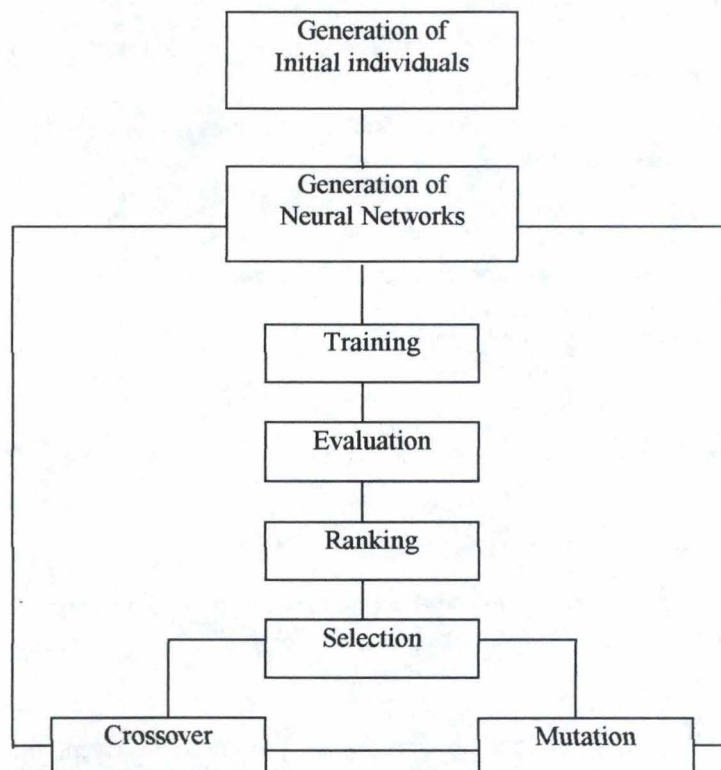 Generation of
Initial individuals
Generation of
Neural Networks
Training
Evaluation
Ranking
Selection
Crossover
Mutation